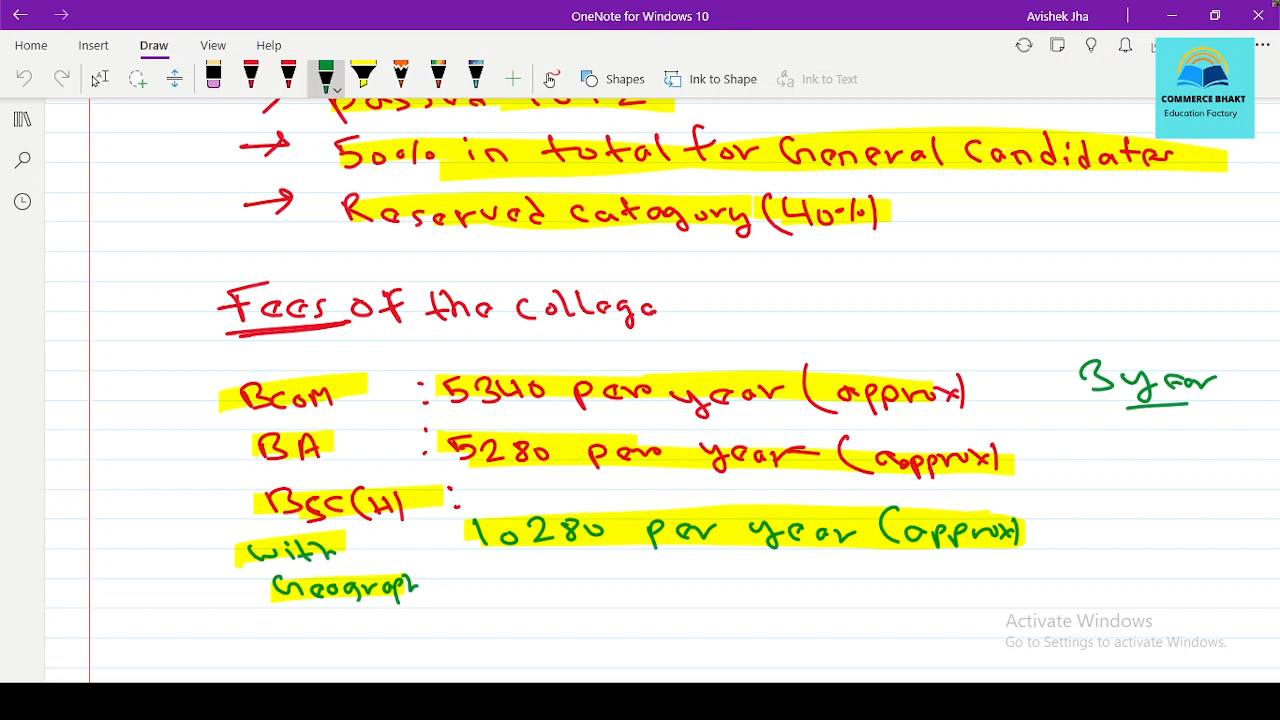 OneNote for Windows 10
Avishek Jha
Home Insert Draw View Help
Shapes
Ink to Shape
Ink to Text
COMMERCE BHAKT
Education Factory
50% in total for General Candidates
Reserved catagory (40%)
Fees of the college
BCOM : 5340 per year (approx)
3 year
BA : 5280 per year (approx)
BSC(H) :
10280 per year (approx)
with
Geograph
Activate Windows
Go to Settings to activate Windows.